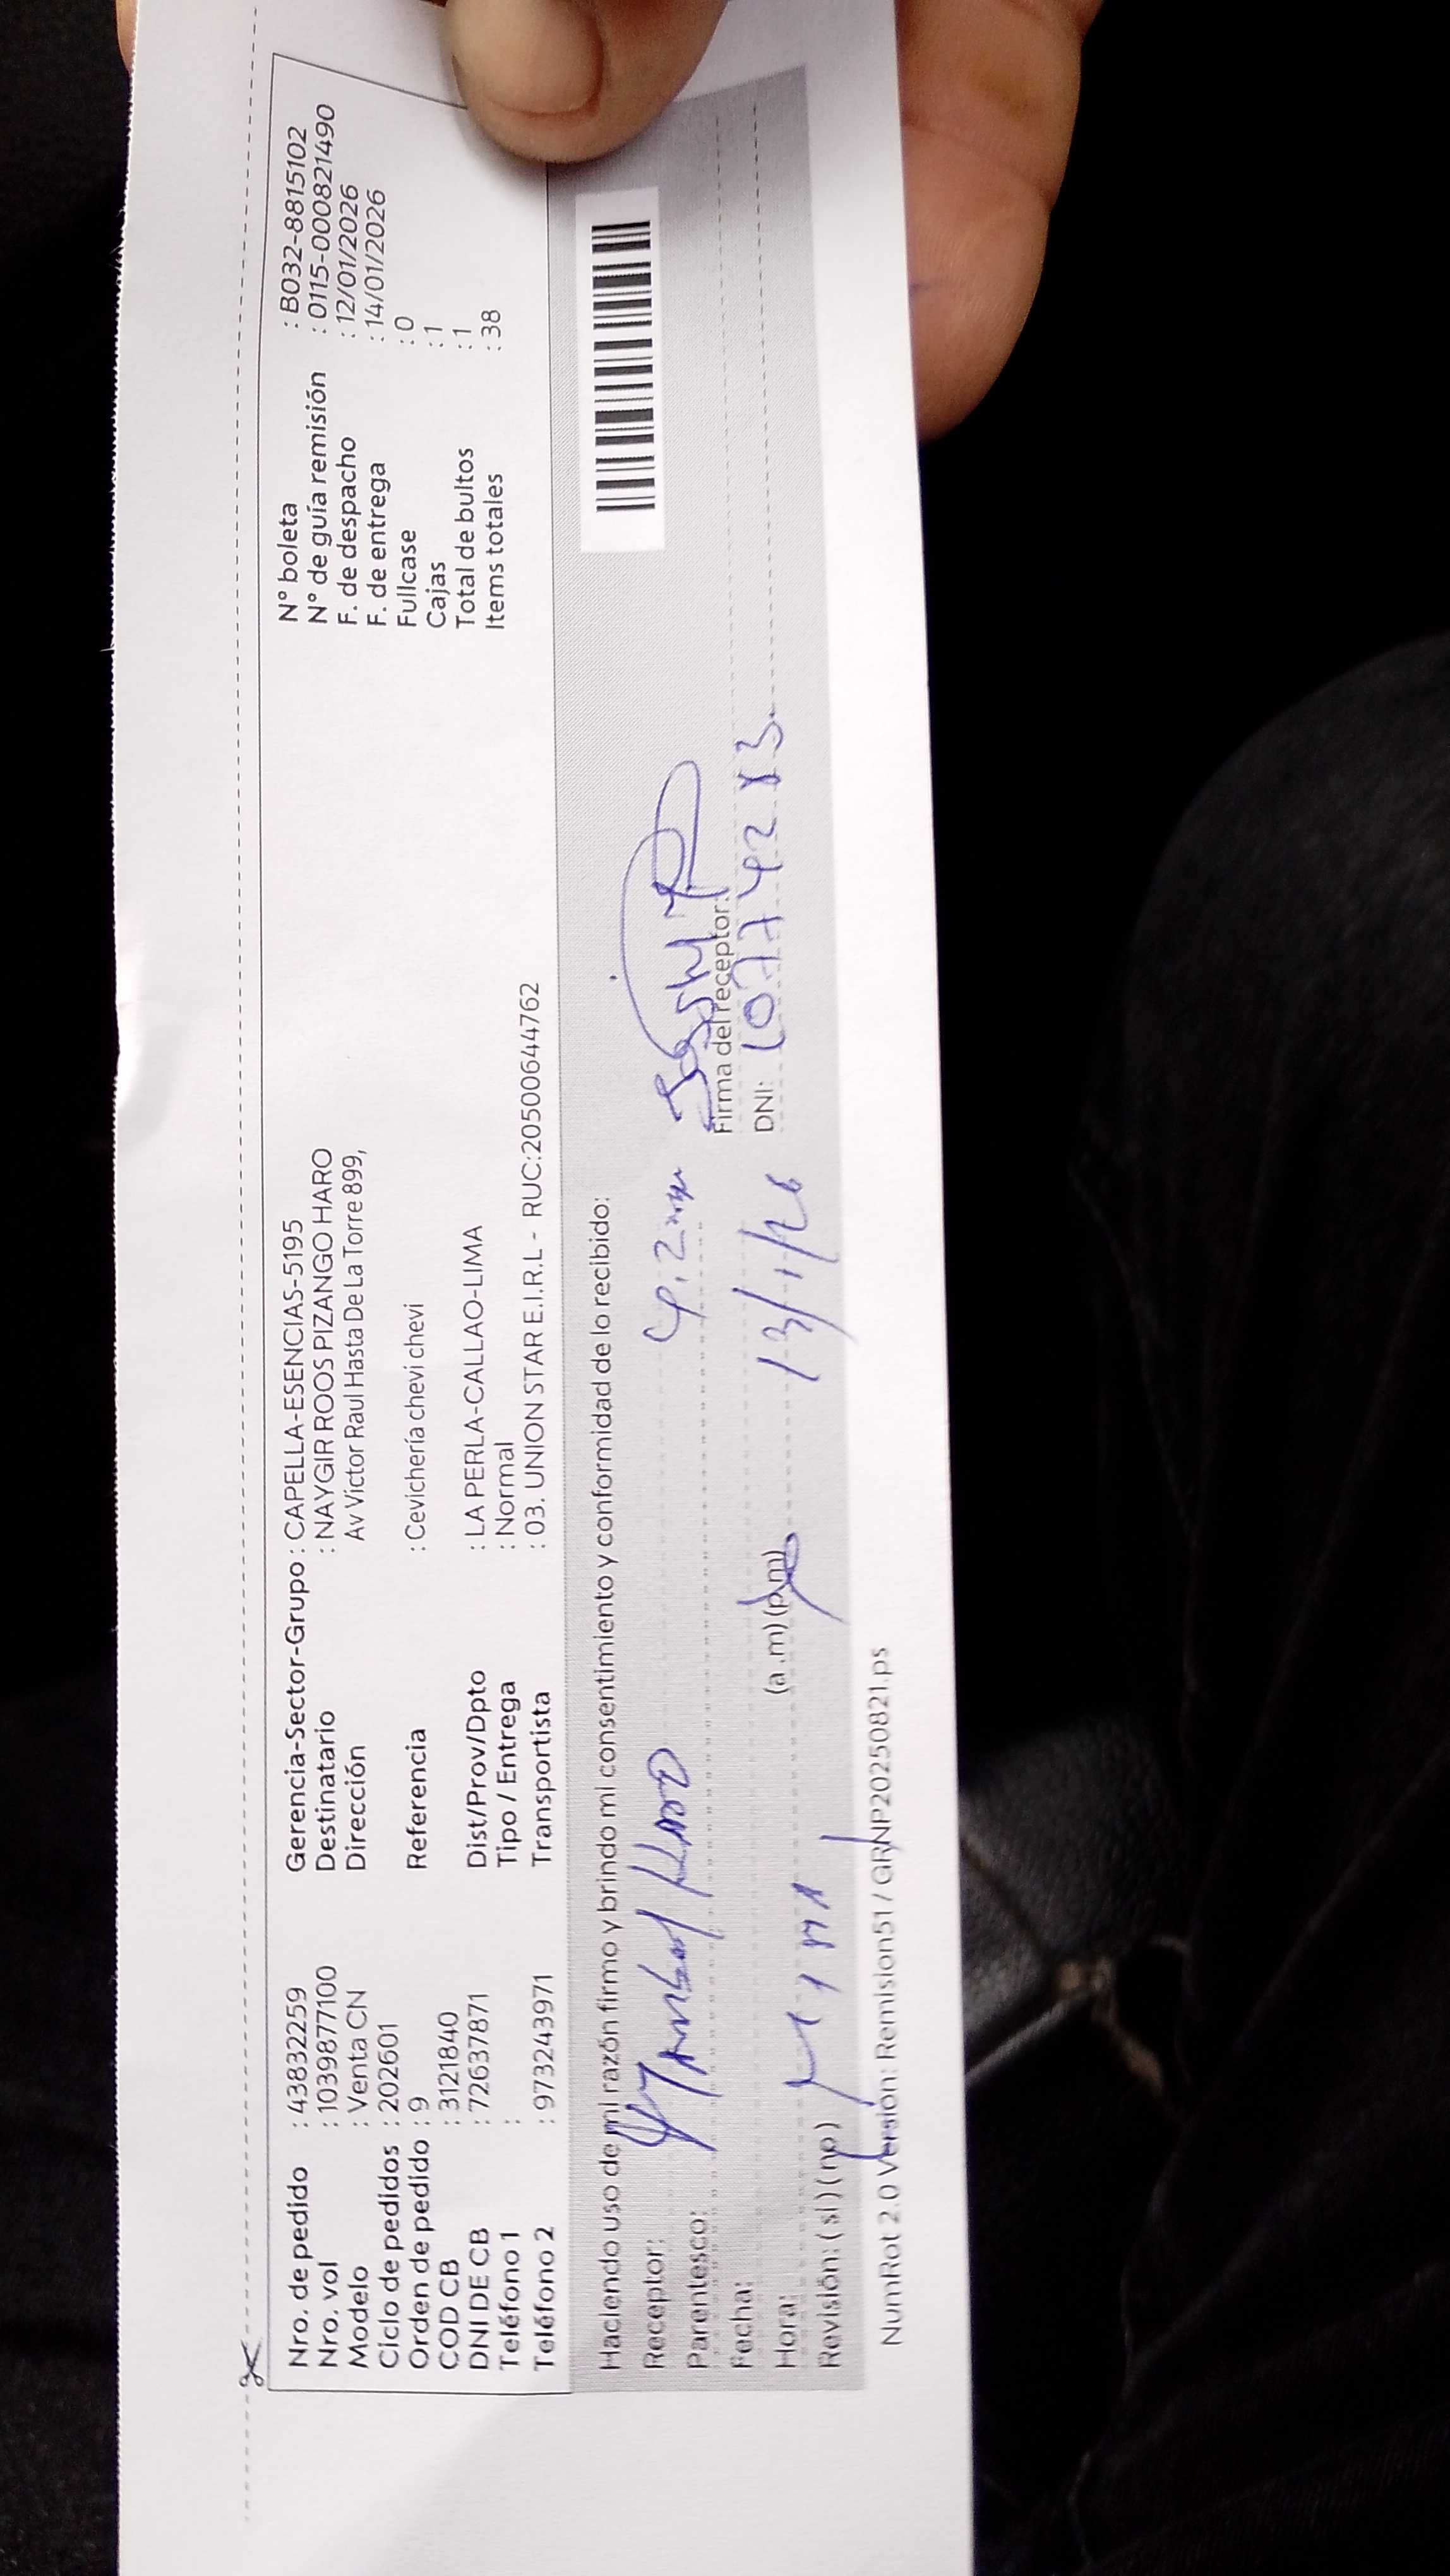 Nro. de pedido : 43832259 Gerencia-Sector-Grupo : CAPELLA-ESENCIAS-5195 N° boleta : B032-8815102
Nro. vol : 1039877100 Destinatario : NAYGIR ROOS PIZANGO HARO N° de guía remisión : 0115-000821490
Modelo : Venta CN Dirección Av Victor Raul Hasta De La Torre 899, F. de despacho : 12/01/2026
Ciclo de pedidos : 202601 F. de entrega : 14/01/2026
Orden de pedido : 9 Referencia : Cevichería chevi chevi Fullcase : 0
COD CB : 3121840 Cajas : 1
DNI DE CB : 72637871 Dist/Prov/Dpto : LA PERLA-CALLAO-LIMA Total de bultos : 1
Teléfono 1 : Tipo / Entrega : Normal Items totales : 38
Teléfono 2 : 973243971 Transportista : 03. UNION STAR E.I.R.L - RUC:20500644762
Haciendo uso de mi razón firmo y brindo mi consentimiento y conformidad de lo recibido:
Receptor: Haro
Parentesco: Firma del receptor:
Fecha: 13/1/26 DNI:
Hora: (a.m) (p.m)
Revisión: ( si ) ( no )
NumRot 2.0 Versión: Remision51 / GRNP20250821.ps